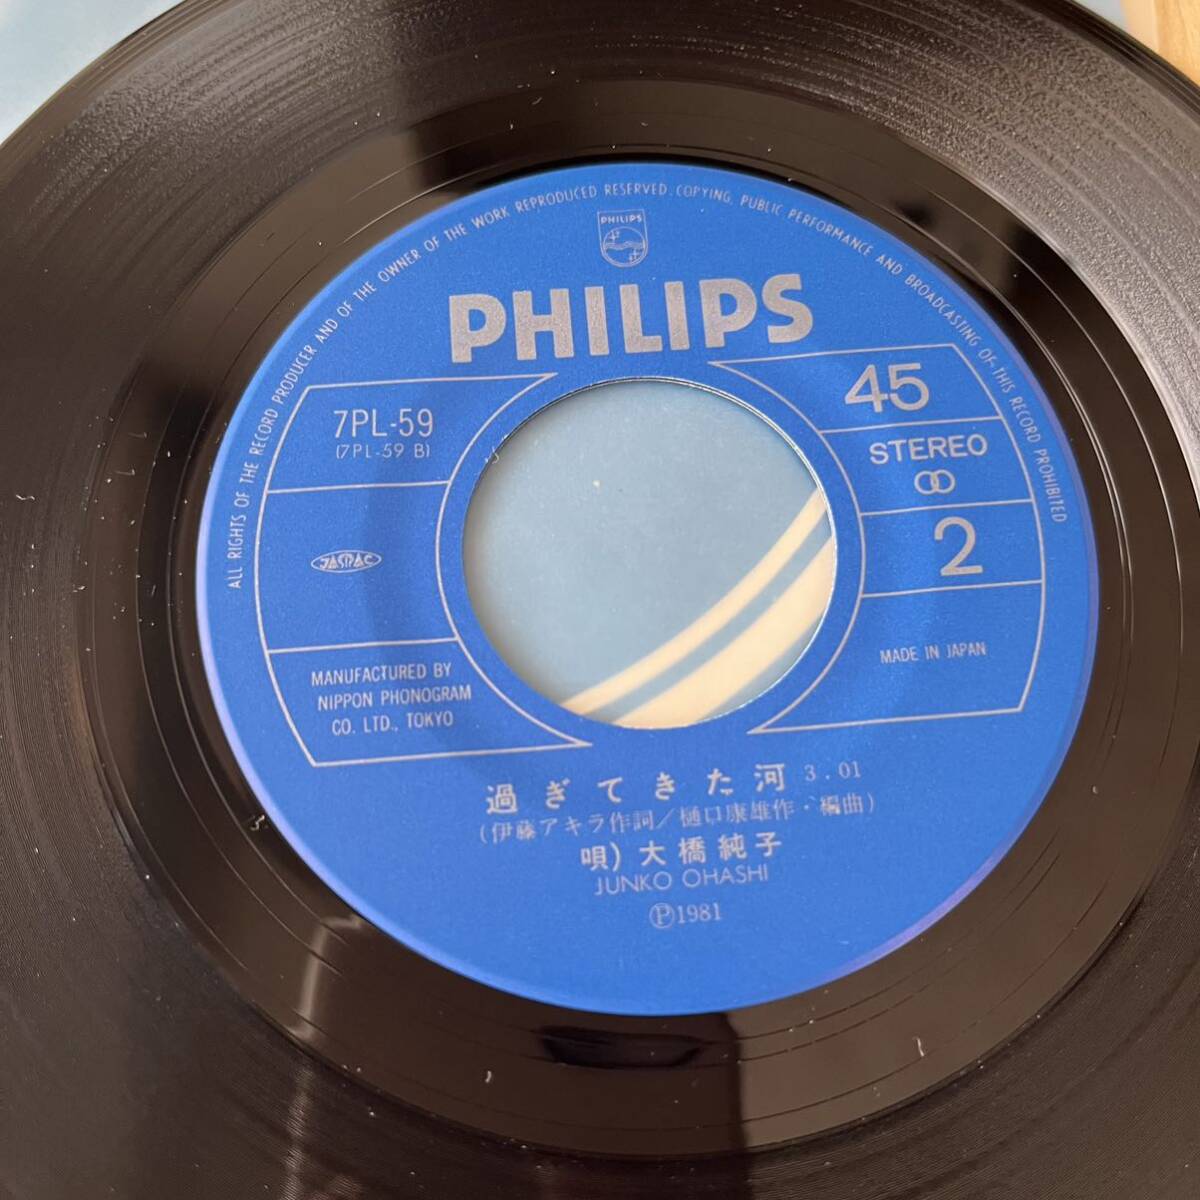 ALL RIGHTS OF THE RECORD PRODUCER AND OF THE OWNER OF THE WORK REPRODUCED RESERVED. COPYING, PUBLIC PERFORMANCE AND BROADCASTING OF THIS RECORD PROHIBITED
PHILIPS
PHILIPS
7PL-59
(7PL-59 B)
JASRAC
MANUFACTURED BY
NIPPON PHONOGRAM
CO. LTD., TOKYO
45
STEREO
2
MADE IN JAPAN
過ぎてきた河 3.01
(伊藤アキラ作詞/樋口康雄作・編曲)
唄) 大橋純子
JUNKO OHASHI
Ⓟ1981